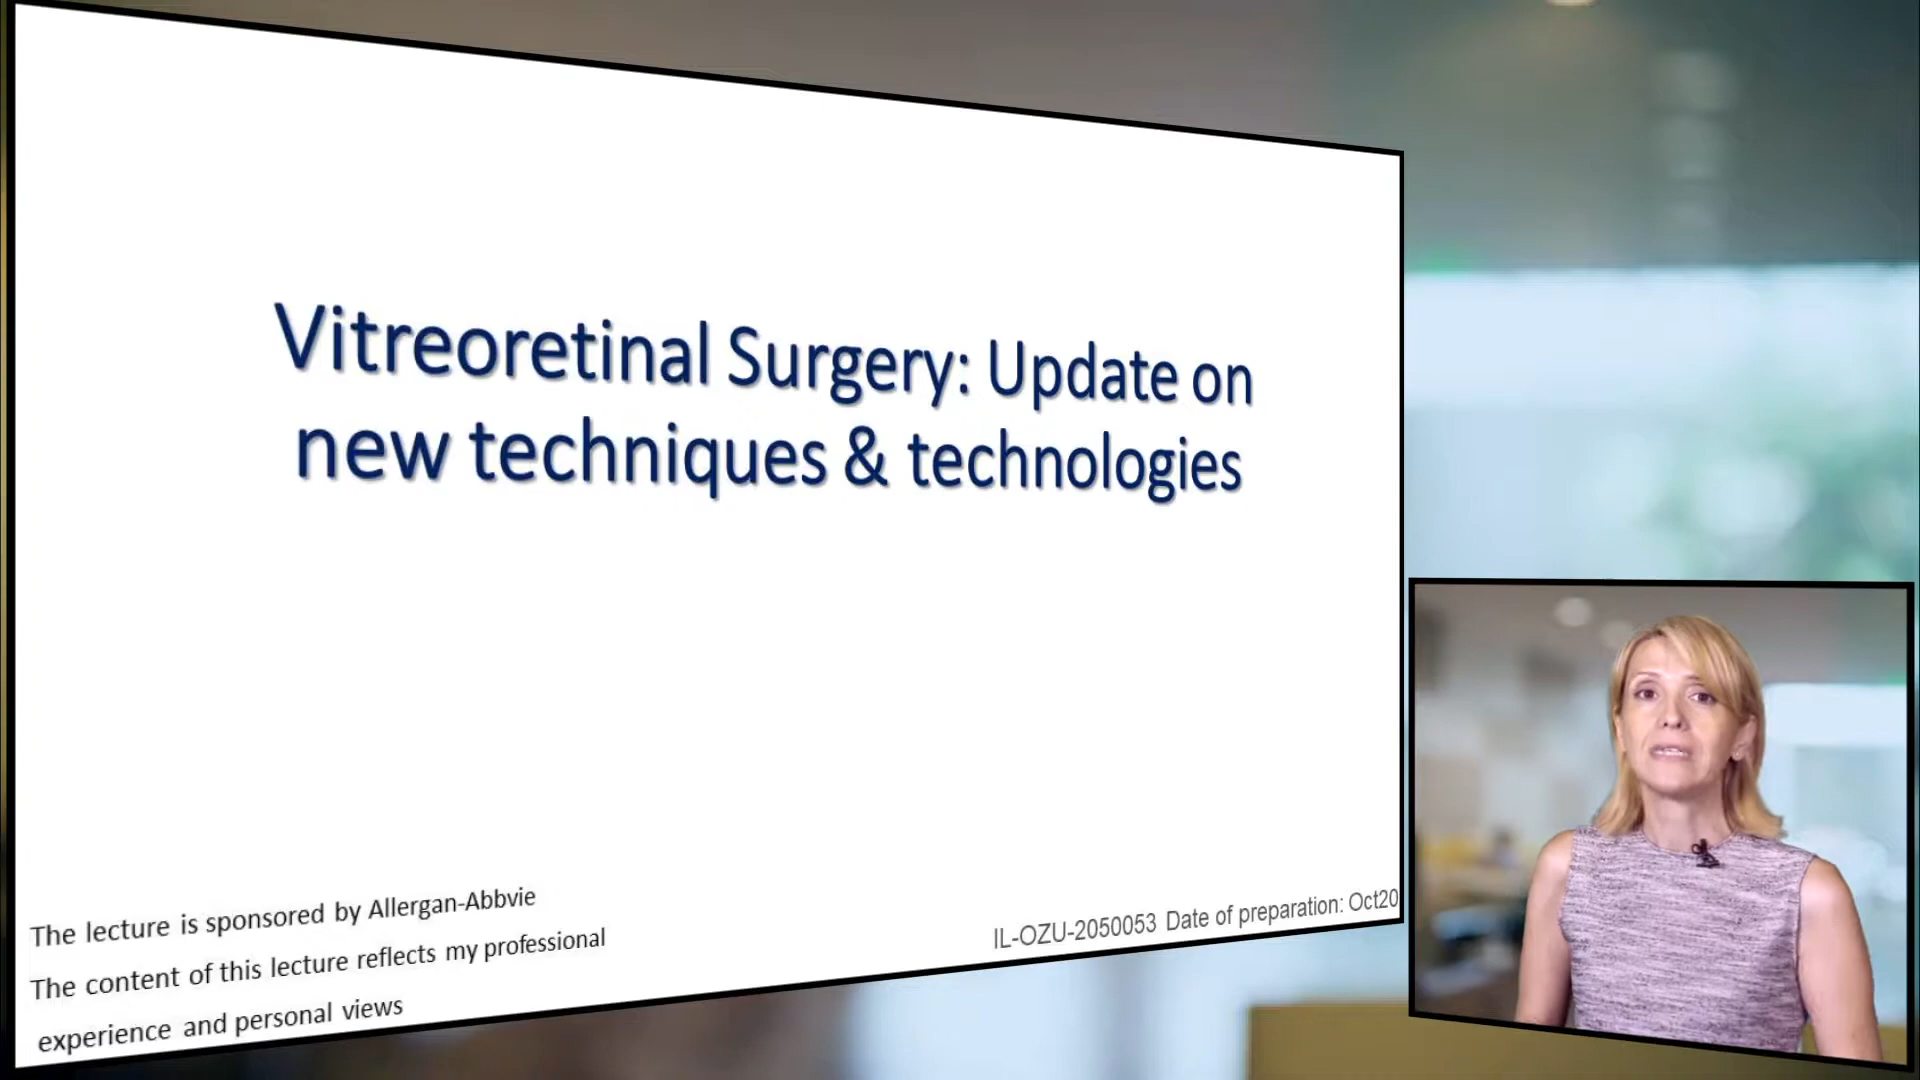 Vitreoretinal Surgery: Update on
new techniques & technologies
The lecture is sponsored by Allergan-Abbvie
The content of this lecture reflects my professional
experience and personal views
IL-OZU-2050053 Date of preparation: Oct20